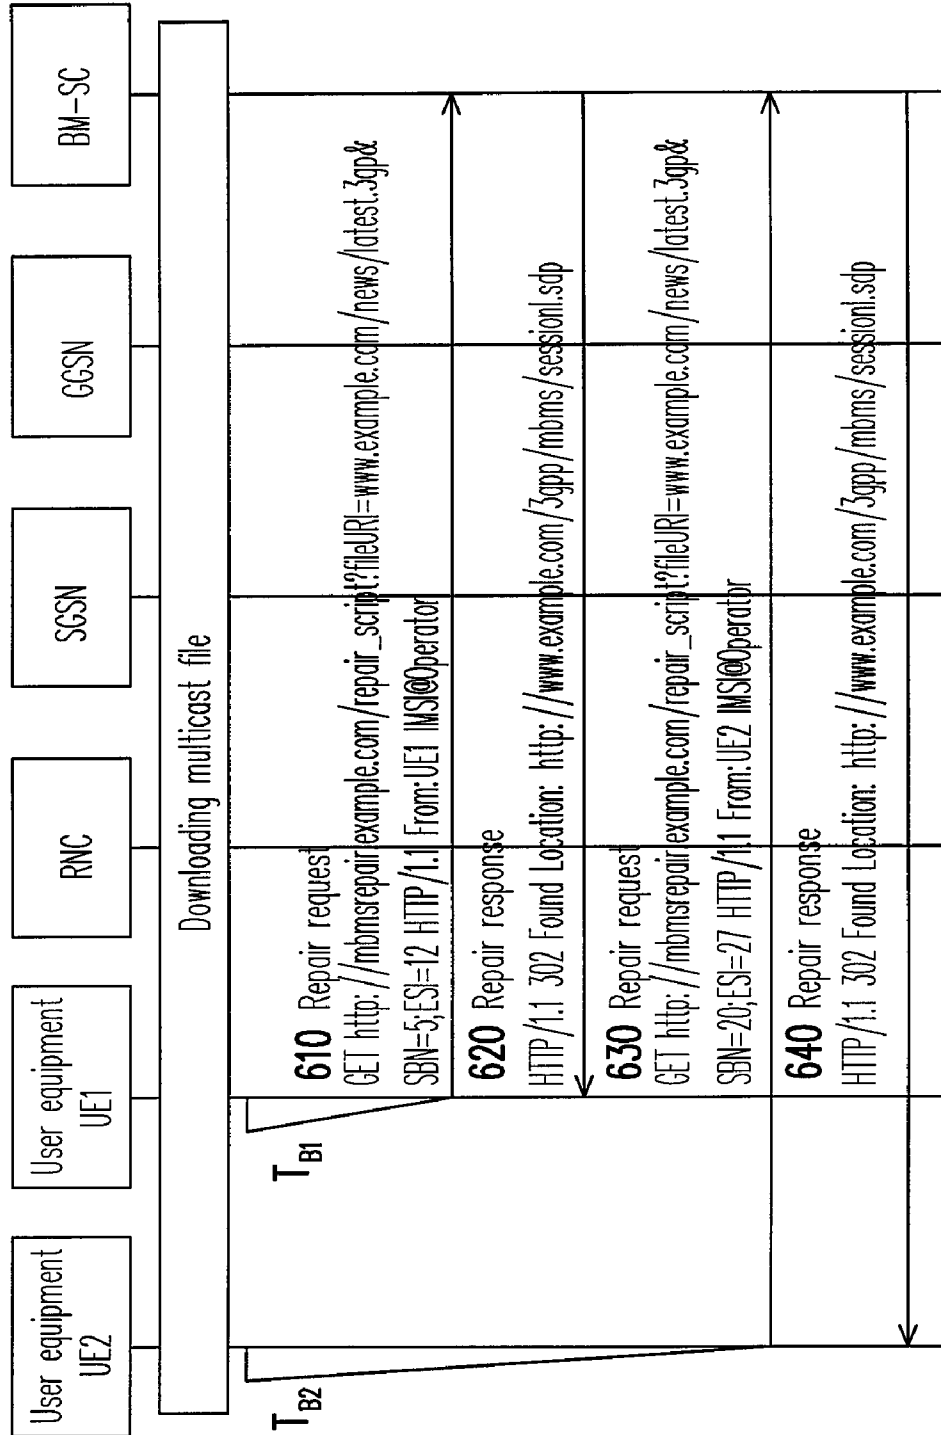 User equipment
UE2
User equipment
UE1
RNC
SGSN
GGSN
BM-SC
Downloading multicast file
TB2
TB1
610 Repair request
GET http://mbmsrepair.example.com/repair_script?fileURI=www.example.com/news/latest.3gp&
SBN=5;ESI=12 HTTP/1.1 From:UE1 IMSI@Operator
620 Repair response
HTTP/1.1 302 Found Location: http://www.example.com/3gpp/mbms/session1.sdp
630 Repair request
GET http://mbmsrepair.example.com/repair_script?fileURI=www.example.com/news/latest.3gp&
SBN=20;ESI=27 HTTP/1.1 From:UE2 IMSI@Operator
640 Repair response
HTTP/1.1 302 Found Location: http://www.example.com/3gpp/mbms/session1.sdp